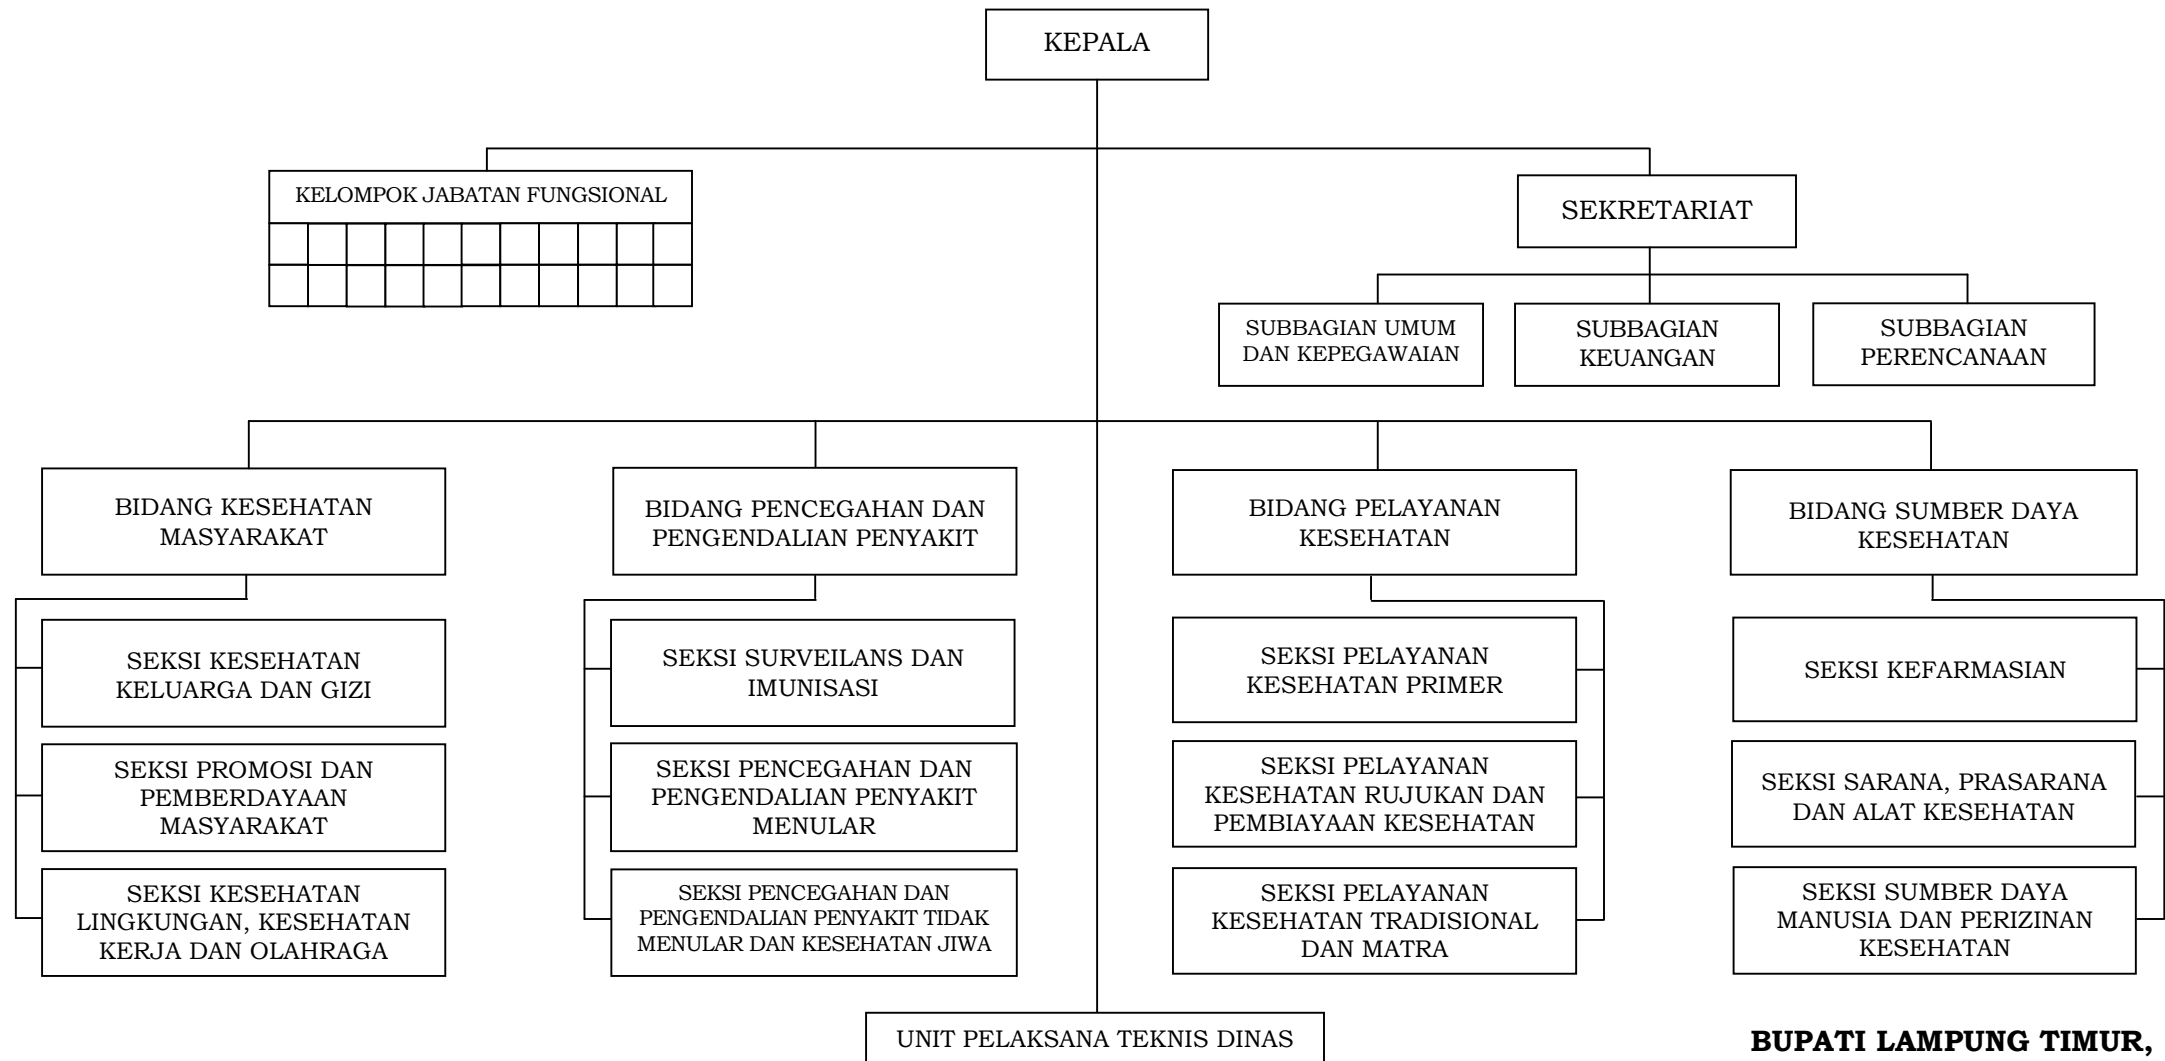 KEPALA
KELOMPOK JABATAN FUNGSIONAL
SEKRETARIAT
SUBBAGIAN UMUM
DAN KEPEGAWAIAN
SUBBAGIAN
KEUANGAN
SUBBAGIAN
PERENCANAAN
BIDANG KESEHATAN
MASYARAKAT
BIDANG PENCEGAHAN DAN
PENGENDALIAN PENYAKIT
BIDANG PELAYANAN
KESEHATAN
BIDANG SUMBER DAYA
KESEHATAN
SEKSI KESEHATAN
KELUARGA DAN GIZI
SEKSI SURVEILANS DAN
IMUNISASI
SEKSI PELAYANAN
KESEHATAN PRIMER
SEKSI KEFARMASIAN
SEKSI PROMOSI DAN
PEMBERDAYAAN
MASYARAKAT
SEKSI PENCEGAHAN DAN
PENGENDALIAN PENYAKIT
MENULAR
SEKSI PELAYANAN
KESEHATAN RUJUKAN DAN
PEMBIAYAAN KESEHATAN
SEKSI SARANA, PRASARANA
DAN ALAT KESEHATAN
SEKSI KESEHATAN
LINGKUNGAN, KESEHATAN
KERJA DAN OLAHRAGA
SEKSI PENCEGAHAN DAN
PENGENDALIAN PENYAKIT TIDAK
MENULAR DAN KESEHATAN JIWA
SEKSI PELAYANAN
KESEHATAN TRADISIONAL
DAN MATRA
SEKSI SUMBER DAYA
MANUSIA DAN PERIZINAN
KESEHATAN
UNIT PELAKSANA TEKNIS DINAS
BUPATI LAMPUNG TIMUR,